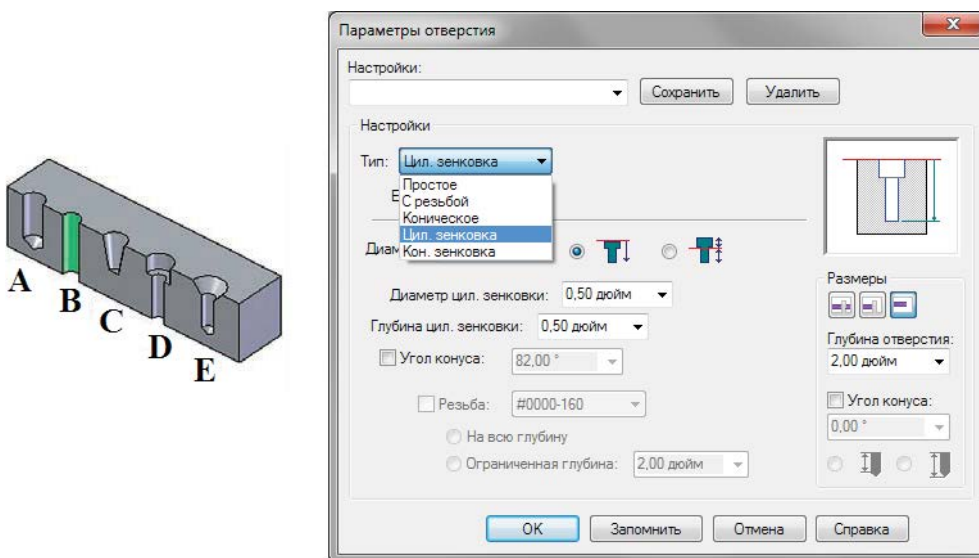 Параметры отверстия
Настройки:
Сохранить Удалить
Настройки
Тип: Цил. зенковка
Простое
С резьбой
Коническое
Цил. зенковка
Кон. зенковка
Диам
Диаметр цил. зенковки: 0,50 дюйм
Глубина цил. зенковки: 0,50 дюйм
Угол конуса: 82,00 °
Резьба: #0000-160
На всю глубину
Ограниченная глубина: 2,00 дюйм
Размеры
Глубина отверстия:
2,00 дюйм
Угол конуса:
0,00 °
OK Запомнить Отмена Справка
A
B
C
D
E